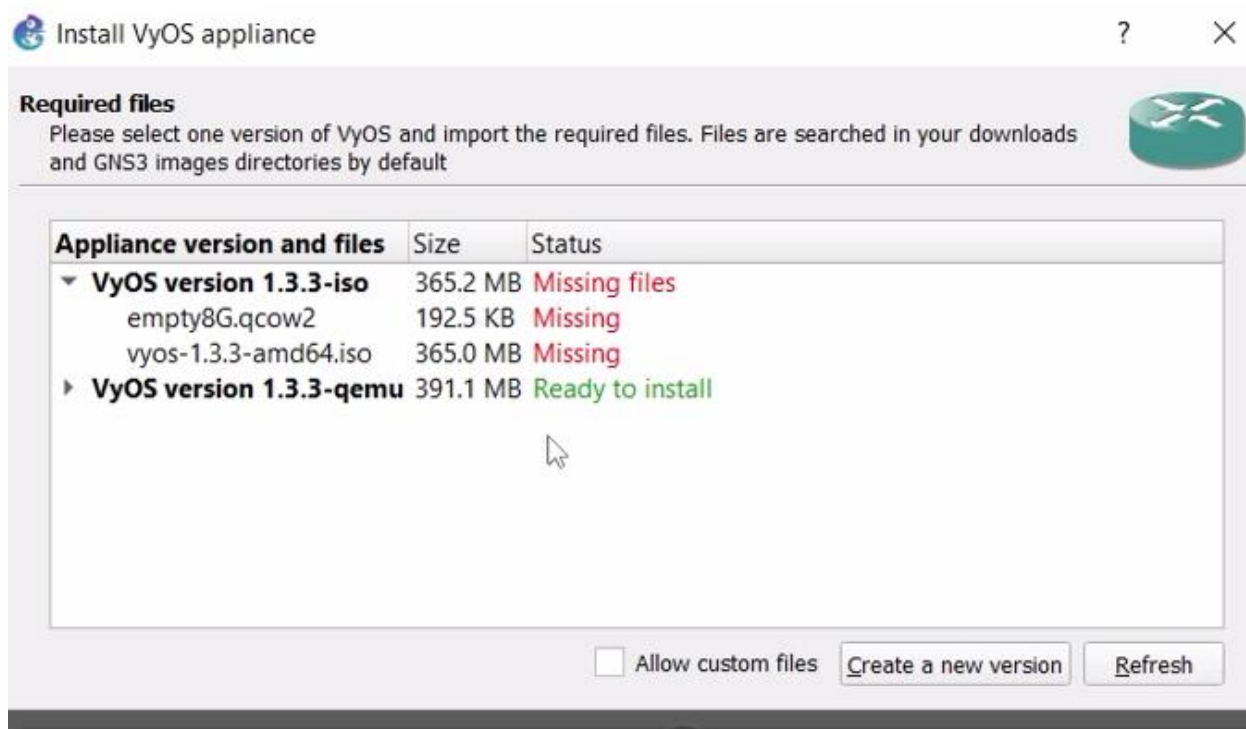 Install VyOS appliance
?
×
Required files
Please select one version of VyOS and import the required files. Files are searched in your downloads
and GNS3 images directories by default
Appliance version and files Size Status
VyOS version 1.3.3-iso 365.2 MB Missing files
empty8G.qcow2 192.5 KB Missing
vyos-1.3.3-amd64.iso 365.0 MB Missing
VyOS version 1.3.3-qemu 391.1 MB Ready to install
Allow custom files Create a new version Refresh